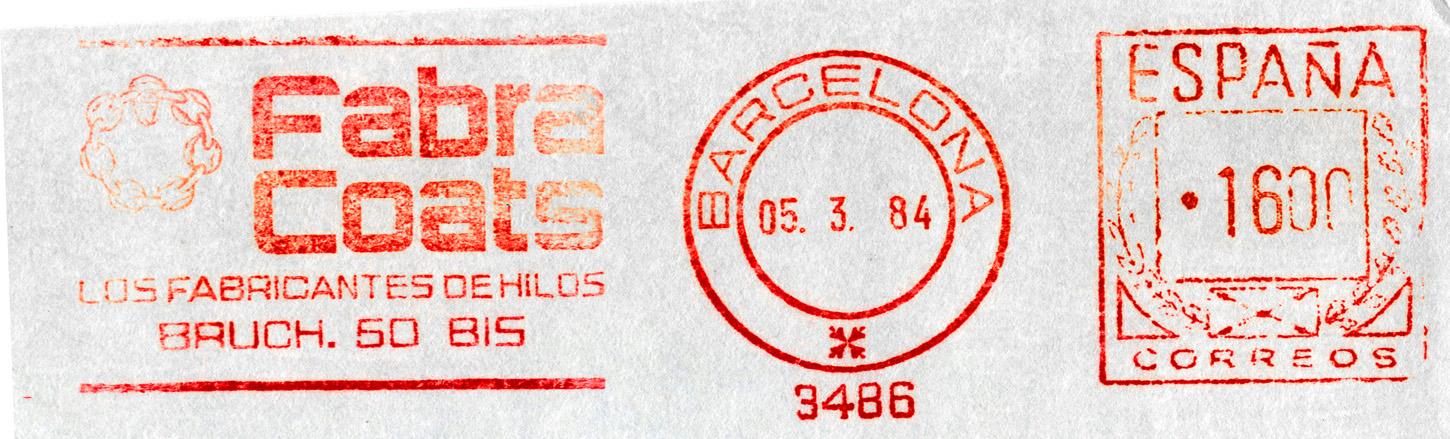 Fabra
Coats
LOS FABRICANTES DE HILOS
BRUCH. 50 BIS
BARCELONA
05. 3. 84
3486
ESPAÑA
•1600
CORREOS